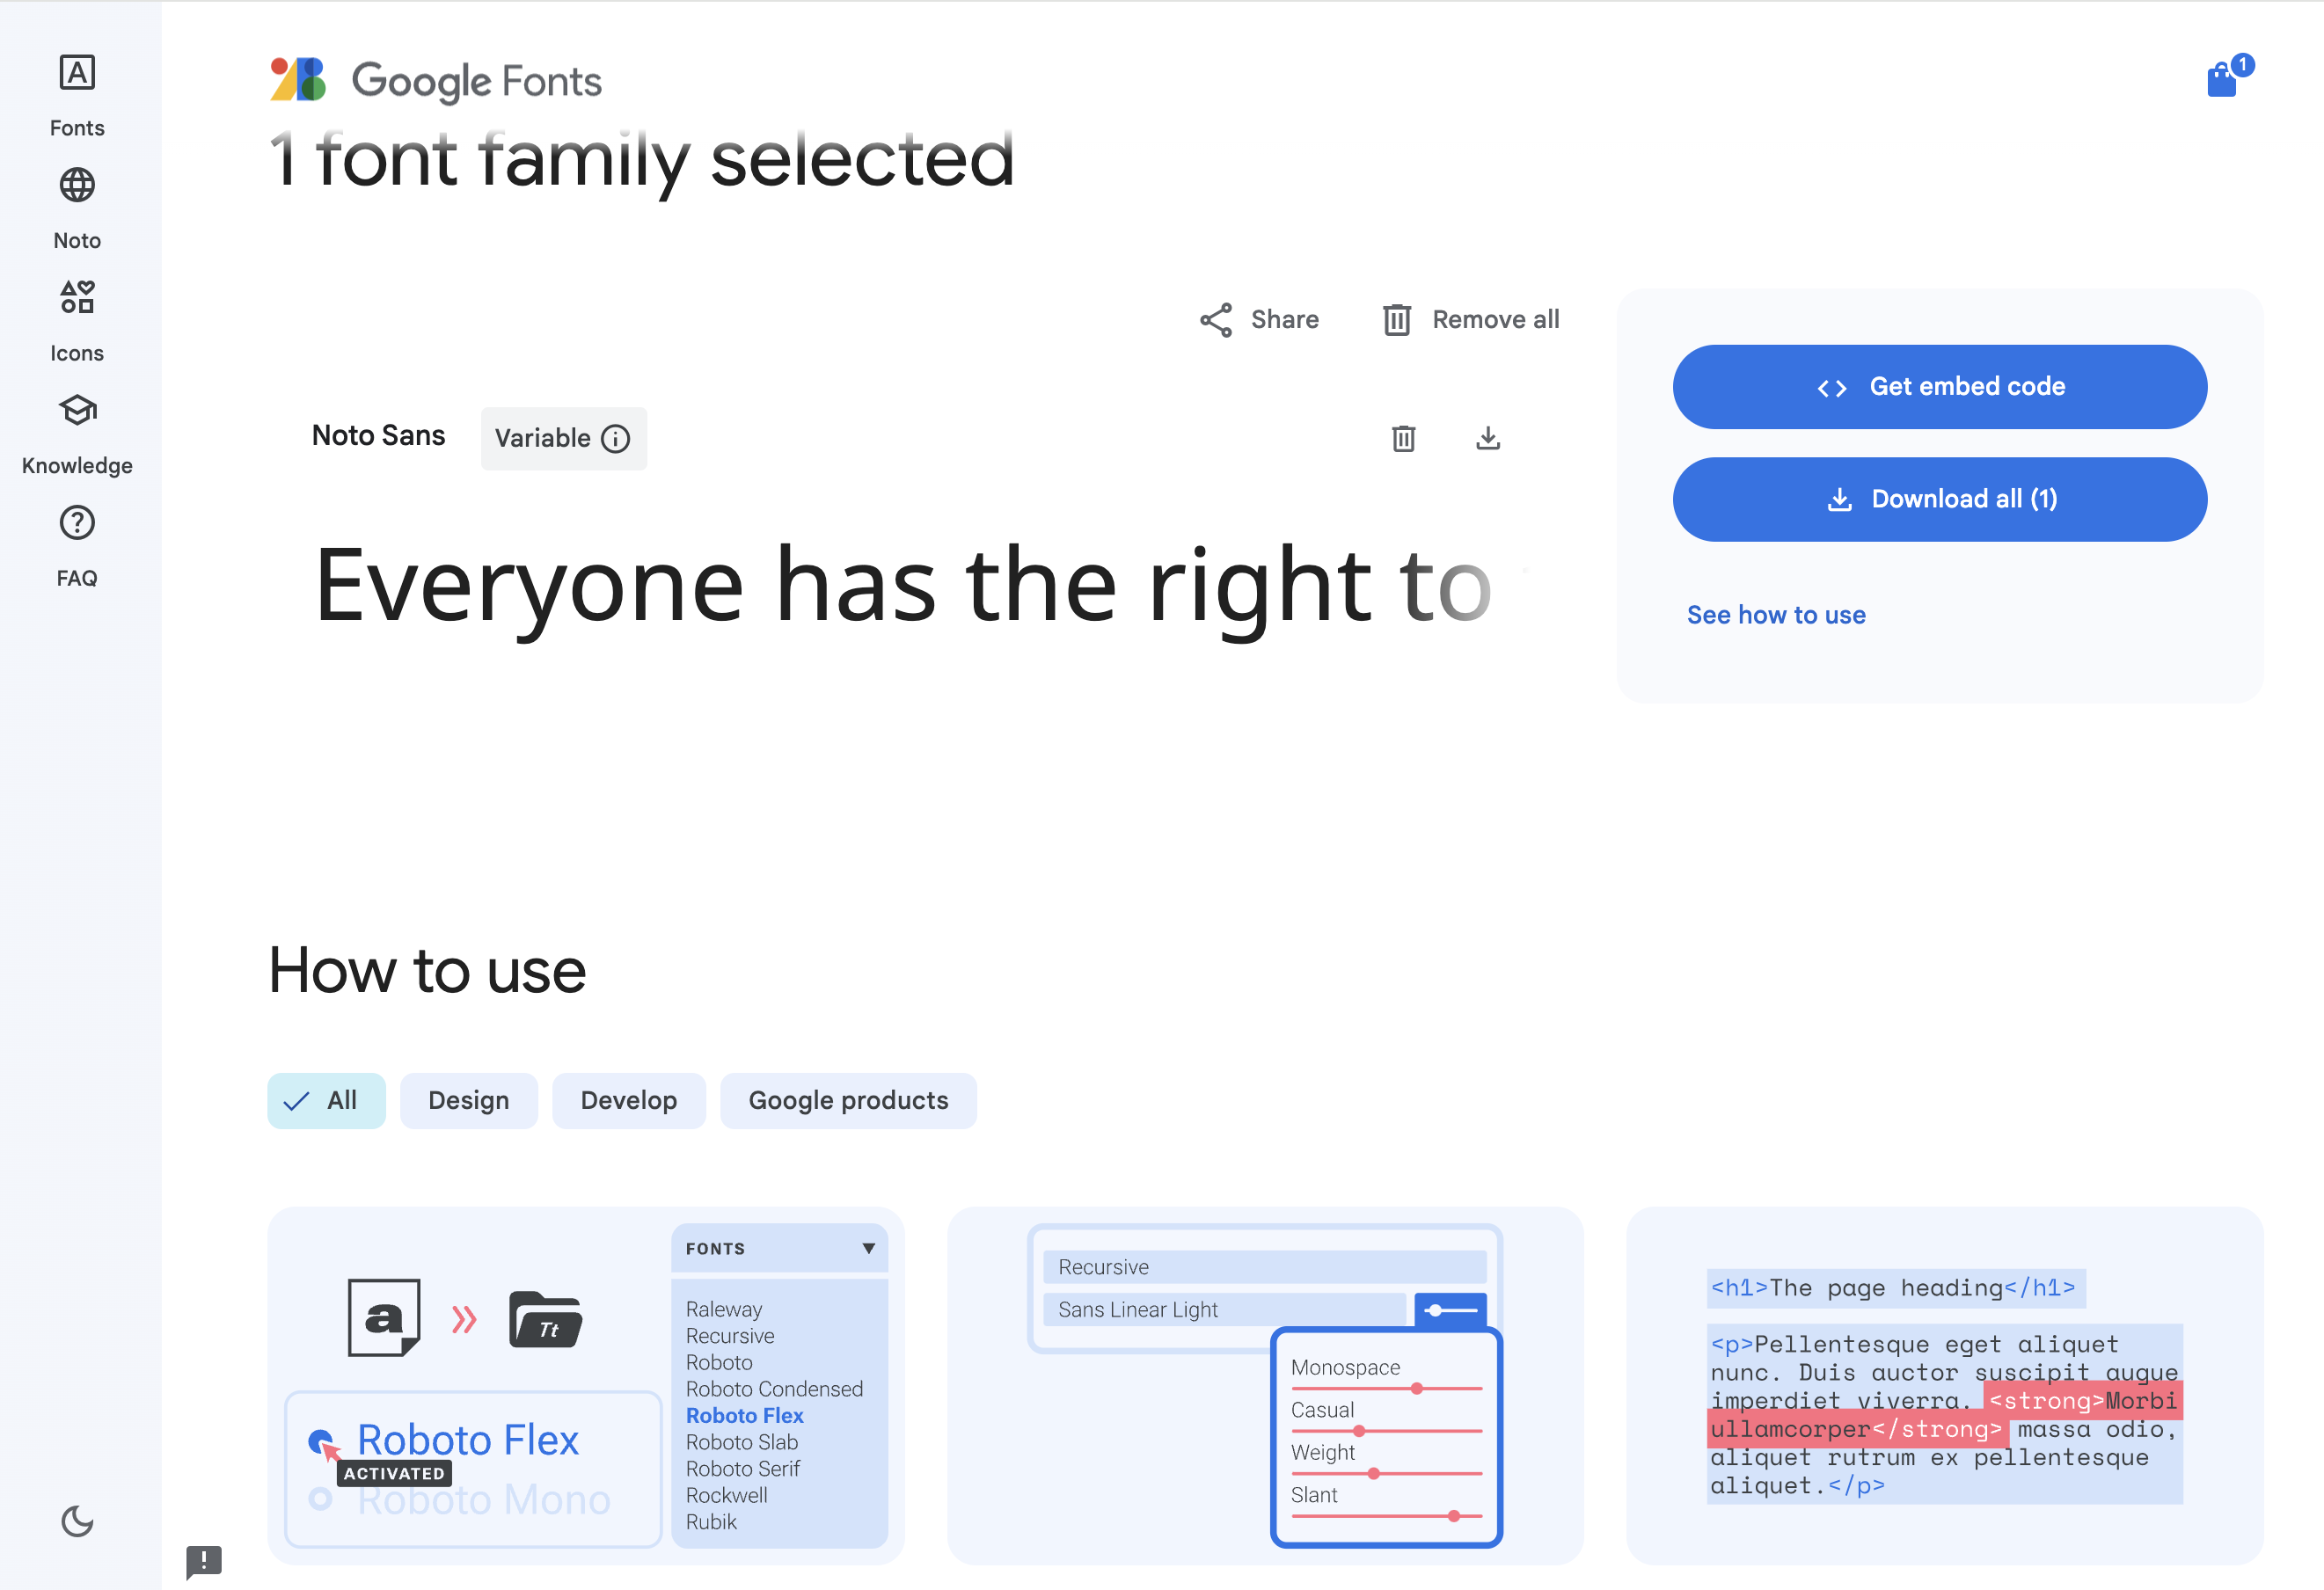 Fonts
Noto
Icons
Knowledge
FAQ
Google Fonts
1
1 font family selected
Share
Remove all
Noto Sans
Variable
Everyone has the right to
Get embed code
Download all (1)
See how to use
How to use
All
Design
Develop
Google products
a
Tt
Roboto Flex
ACTIVATED
Roboto Mono
FONTS
Raleway
Recursive
Roboto
Roboto Condensed
Roboto Flex
Roboto Slab
Roboto Serif
Rockwell
Rubik
Recursive
Sans Linear Light
Monospace
Casual
Weight
Slant
<h1>The page heading</h1>
<p>Pellentesque eget aliquet
nunc. Duis auctor suscipit augue
imperdiet viverra. <strong>Morbi
ullamcorper</strong> massa odio,
aliquet rutrum ex pellentesque
aliquet.</p>